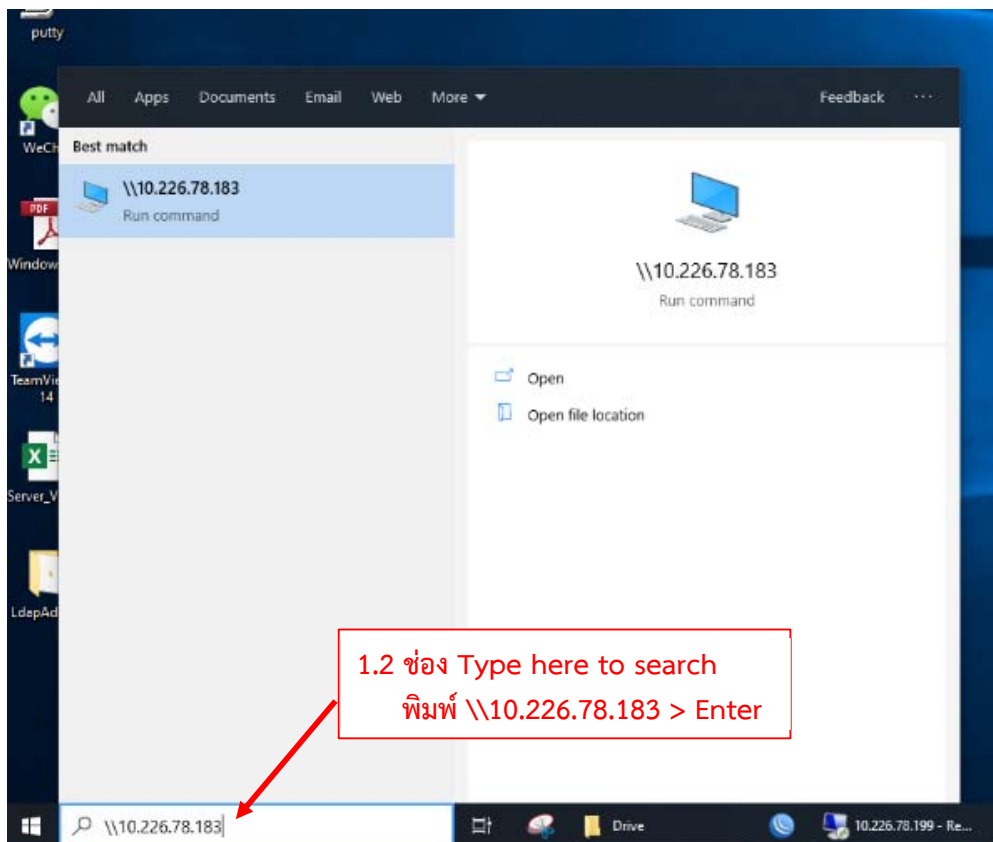 putty
All Apps Documents Email Web More Feedback ...
WeCh
Best match
\\10.226.78.183
Run command
PDF
Window
\\10.226.78.183
Run command
TeamVie
14
Open
Open file location
X
Server_V
LdapAd
1.2 ช่อง Type here to search
พิมพ์ \\10.226.78.183 > Enter
\\10.226.78.183
Drive
10.226.78.199 - Re...